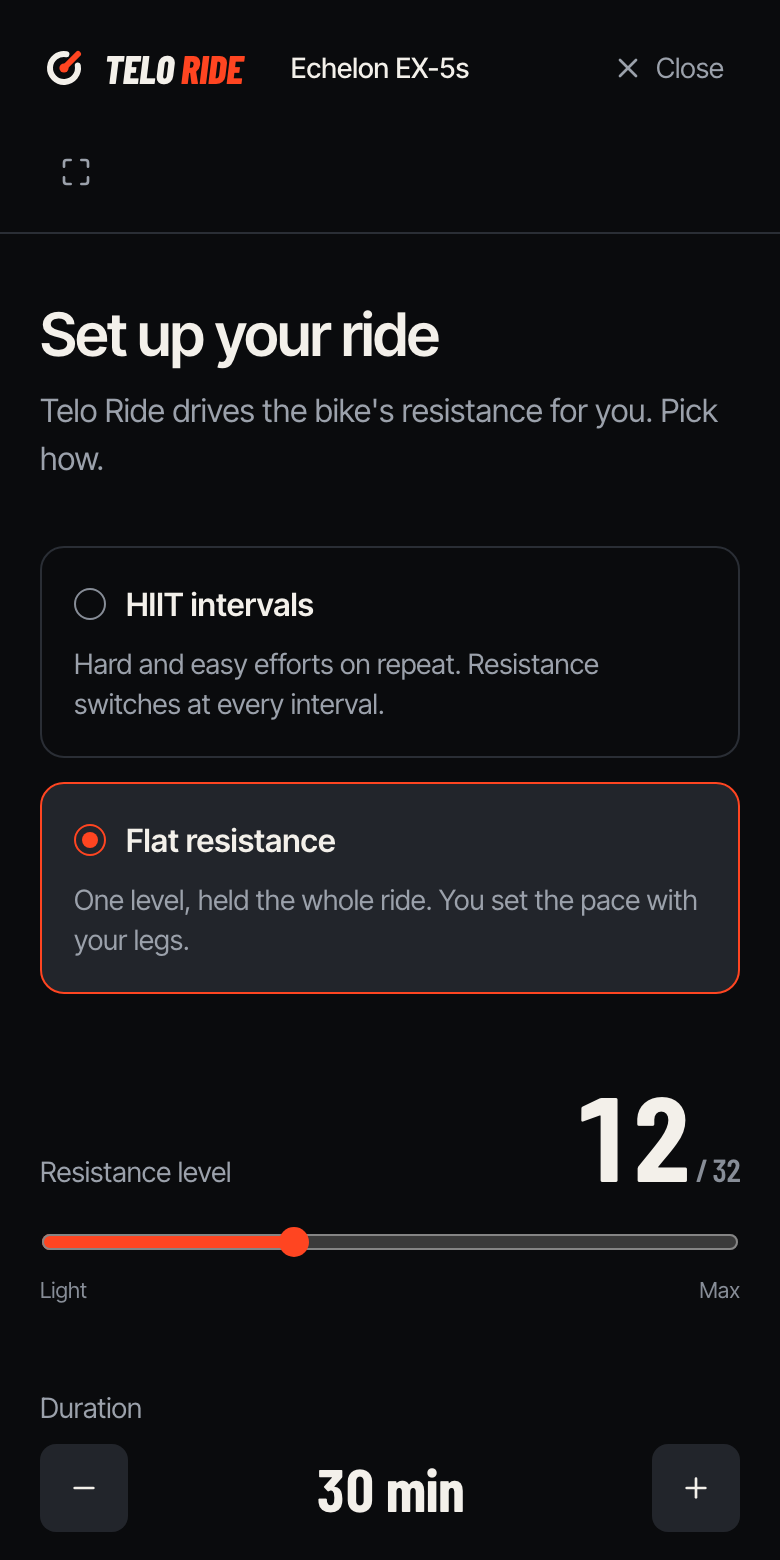 TELO RIDE Echelon EX-5s Close
Set up your ride
Telo Ride drives the bike's resistance for you. Pick
how.
HIIT intervals
Hard and easy efforts on repeat. Resistance
switches at every interval.
Flat resistance
One level, held the whole ride. You set the pace with
your legs.
Resistance level 12 / 32
Light Max
Duration
− 30 min +